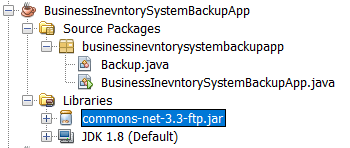 BusinessInevntorySystemBackupApp
Source Packages
businessinevntorysystembackupapp
Backup.java
BusinessInevntorySystemBackupApp.java
Libraries
commons-net-3.3-ftp.jar
JDK 1.8 (Default)